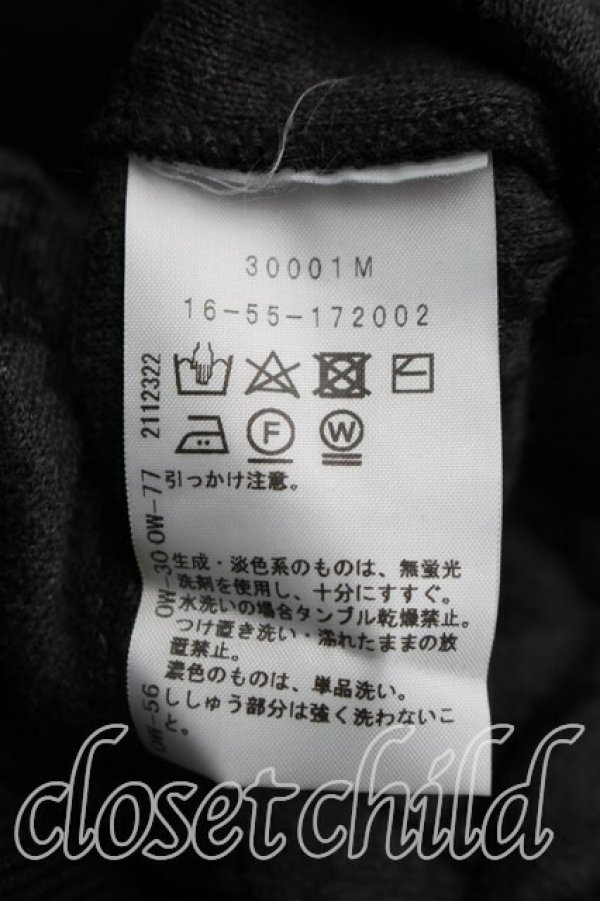 30001M
16-55-172002
F W
引っかけ注意。
生成・淡色系のものは、無蛍光
洗剤を使用し、十分にすすぐ。
水洗いの場合タンブル乾燥禁止。
つけ置き洗い・濡れたままの放
置禁止。
濃色のものは、単品洗い。
ししゅう部分は強く洗わないこ
と。
OW-56 OW-30 OW-77 2112322
closet child